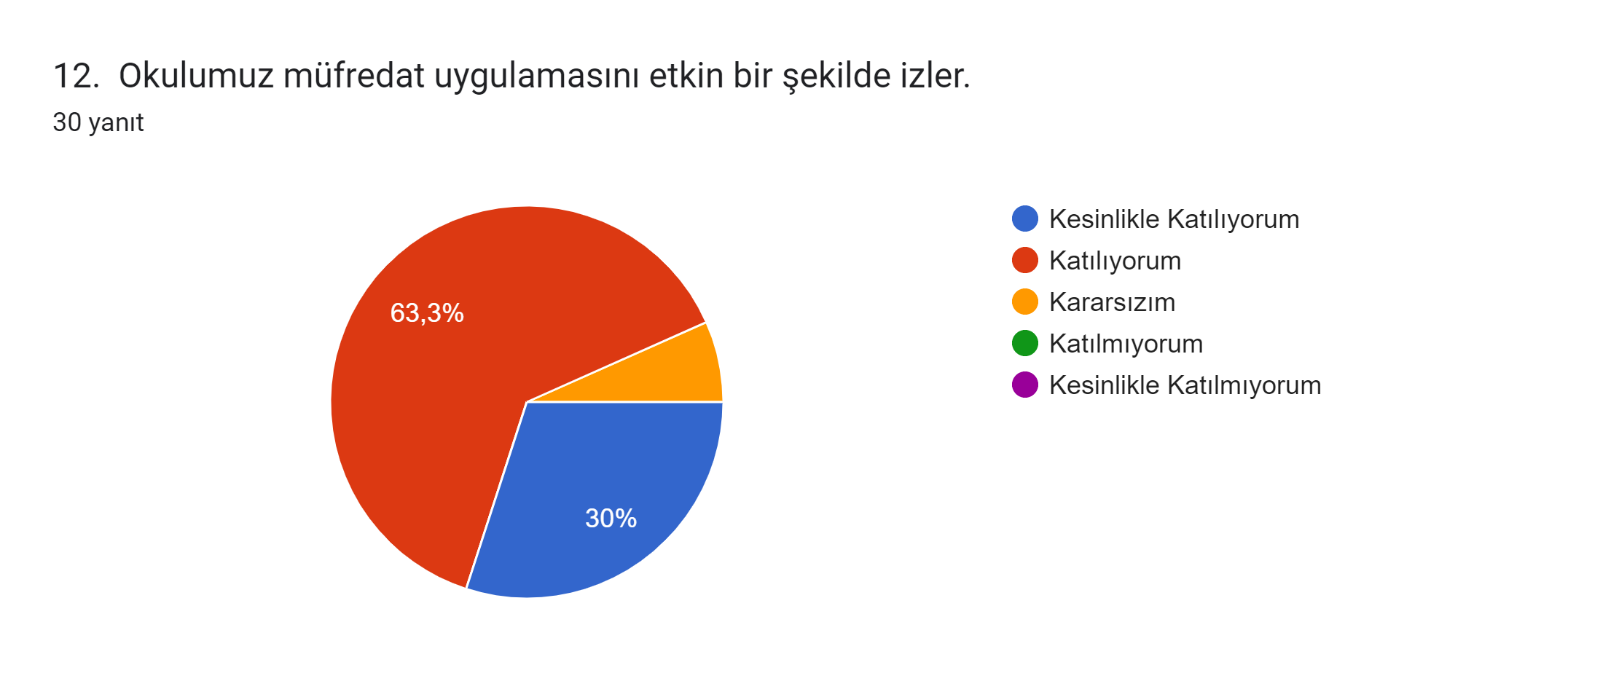 12.  Okulumuz müfredat uygulamasını etkin bir şekilde izler.
30 yanıt
63,3%
30%
Kesinlikle Katılıyorum
Katılıyorum
Kararsızım
Katılmıyorum
Kesinlikle Katılmıyorum